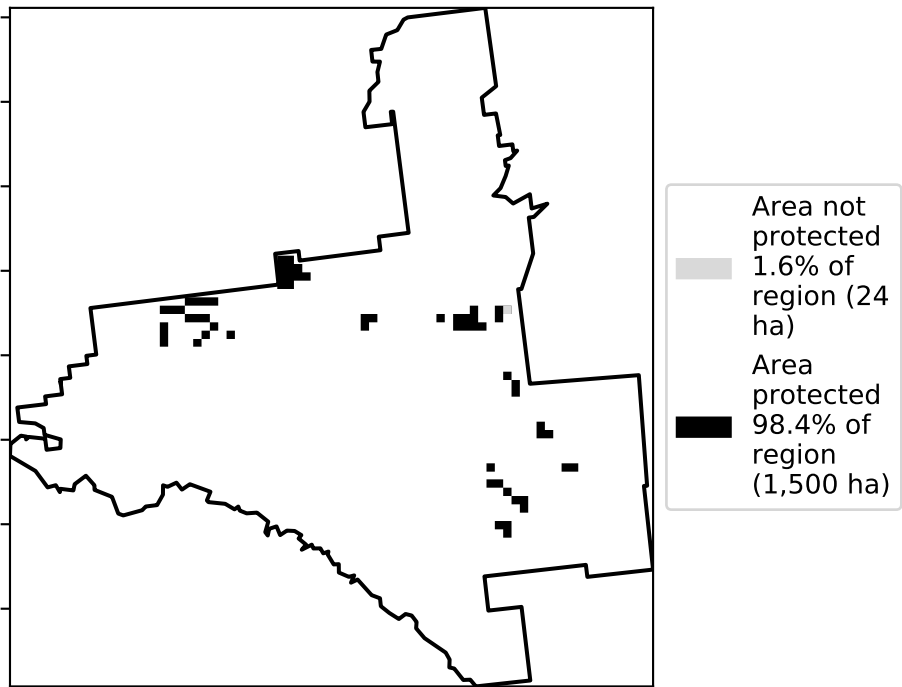 Area not
protected
1.6% of
region (24
ha)
Area
protected
98.4% of
region
(1,500 ha)